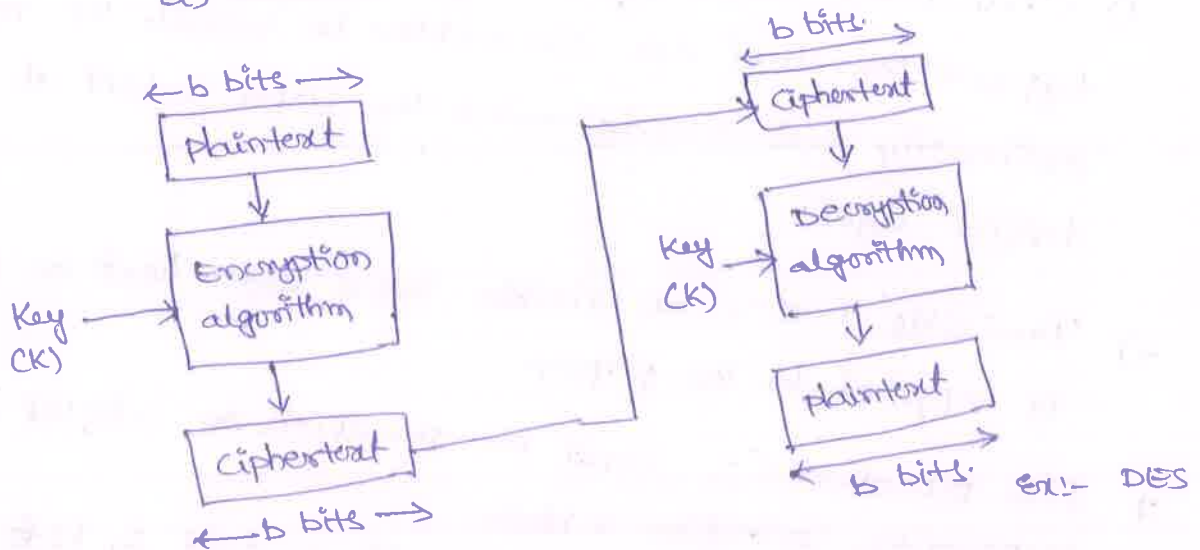 b bits
Plaintext
Encryption
algorithm
Key
(K)
Ciphertext
b bits
b bits.
Ciphertext
Decryption
algorithm
Key
(K)
Plaintext
b bits.
Ex:- DES